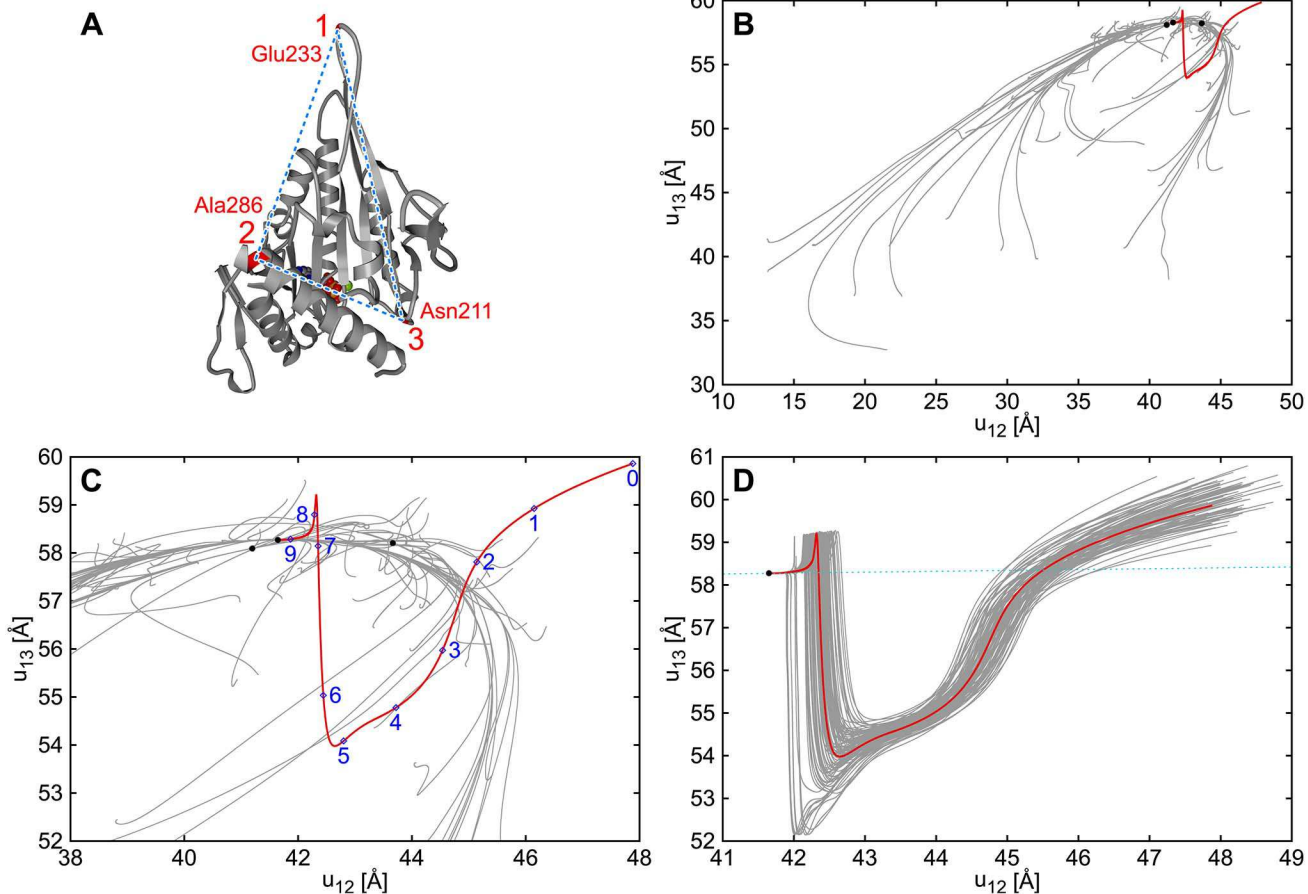 A
1
Glu233
Ala286
2
Asn211
3
B
60
55
50
45
40
35
30
u13 [Å]
10 15 20 25 30 35 40 45 50
u12 [Å]
C
60
59
58
57
56
55
54
53
52
u13 [Å]
0
1
2
3
4
5
6
7
8
9
38 40 42 44 46 48
u12 [Å]
D
61
60
59
58
57
56
55
54
53
52
u13 [Å]
41 42 43 44 45 46 47 48 49
u12 [Å]